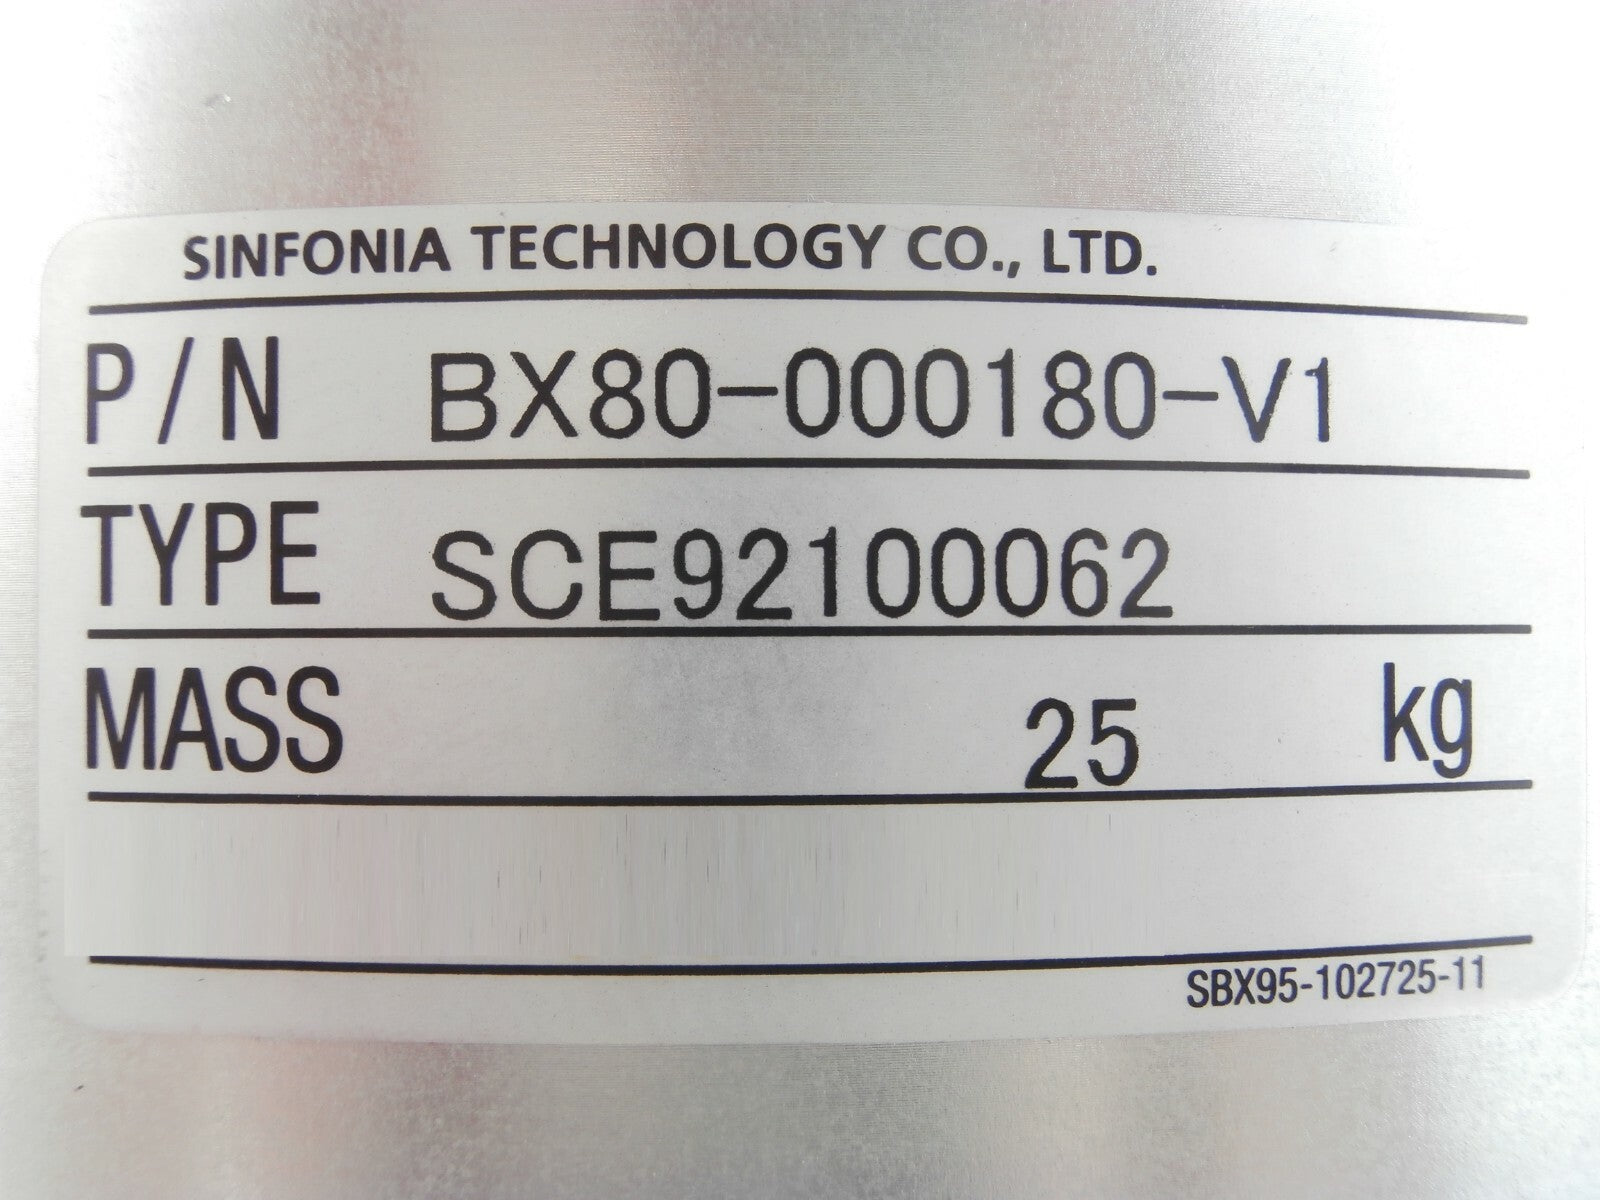 SINFONIA TECHNOLOGY CO., LTD.
P/N BX80-000180-V1
TYPE SCE92100062
MASS 25 kg
SBX95-102725-11